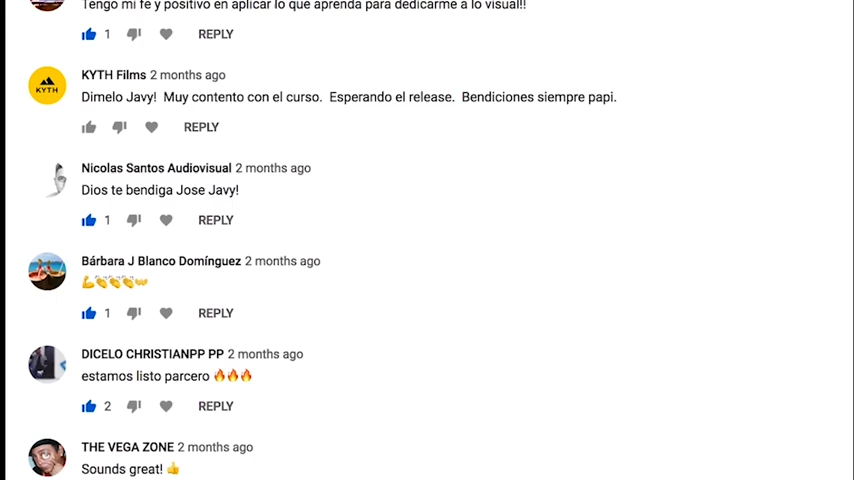 Tengo mi fe y positivo en aplicar lo que aprenda para dedicarme a lo visual!!
1 REPLY
KYTH Films 2 months ago
KYTH
Dimelo Javy! Muy contento con el curso. Esperando el release. Bendiciones siempre papi.
REPLY
Nicolas Santos Audiovisual 2 months ago
Dios te bendiga Jose Javy!
1 REPLY
Bárbara J Blanco Domínguez 2 months ago
💪👏👏👏👐
1 REPLY
DICELO CHRISTIANPP PP 2 months ago
estamos listo parcero 🔥🔥🔥
2 REPLY
THE VEGA ZONE 2 months ago
Sounds great! 👍